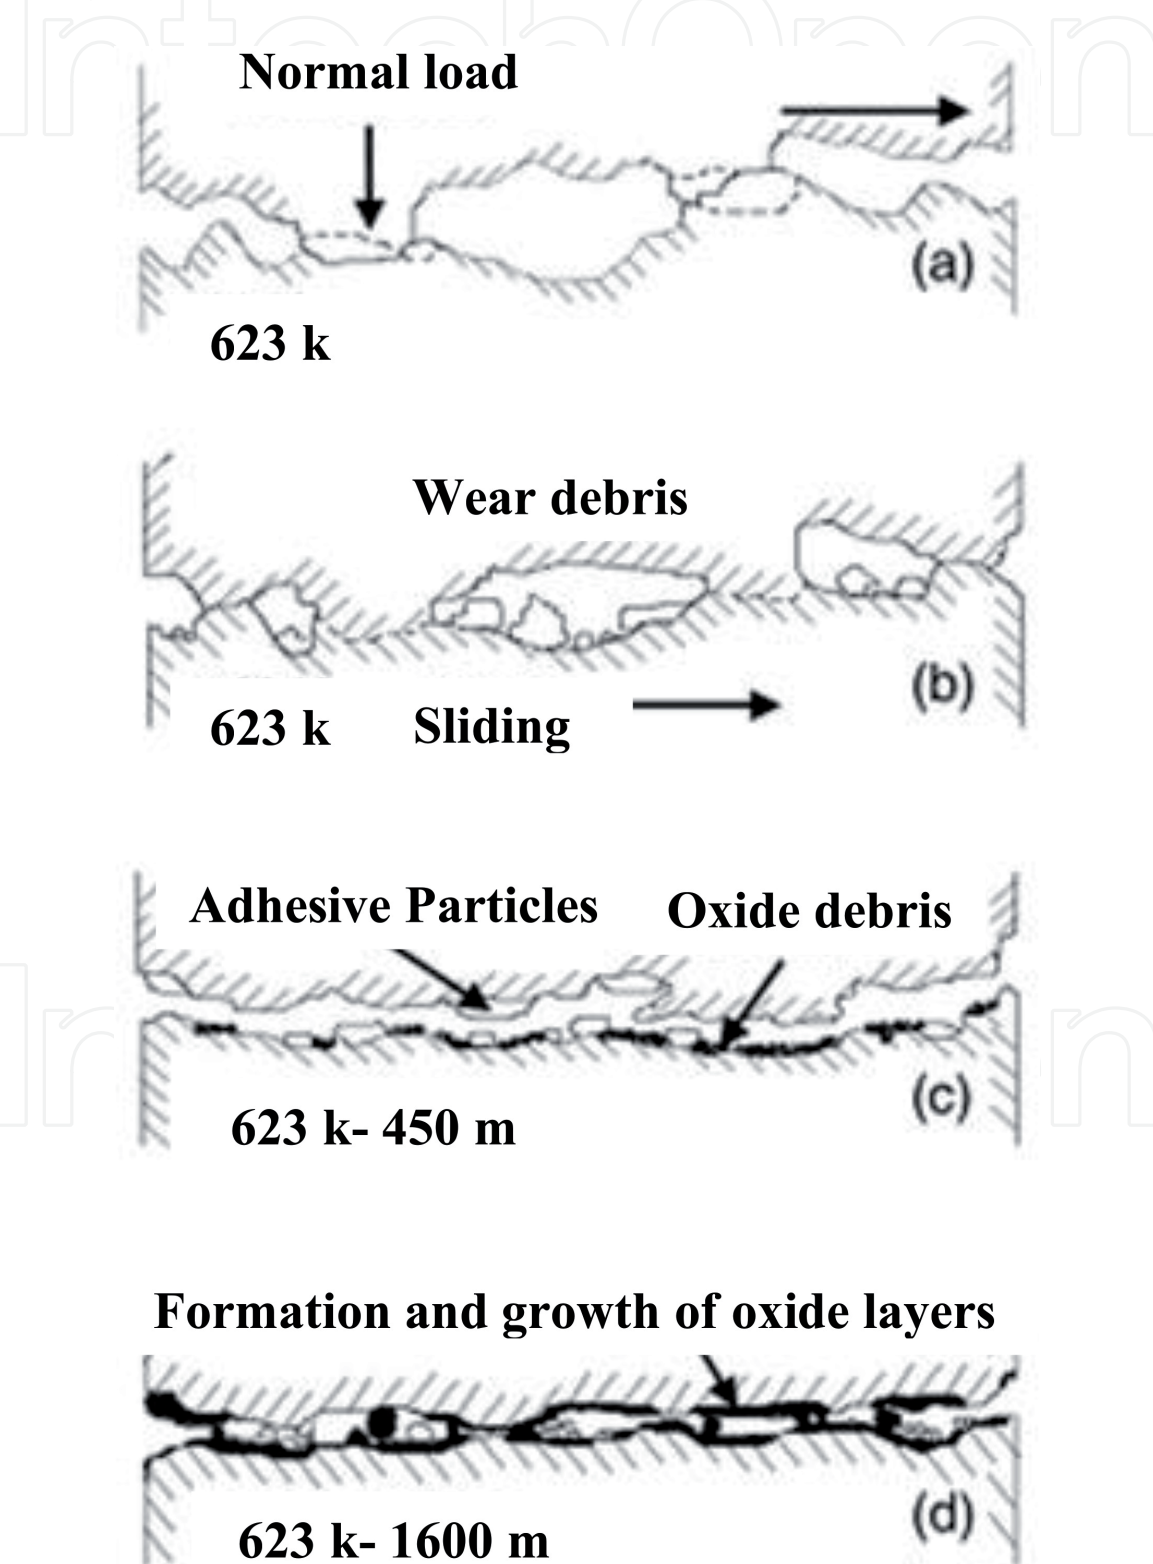 IntechOpen
Normal load
(a)
623 k
Wear debris
(b)
623 k Sliding
Adhesive Particles Oxide debris
(c)
623 k- 450 m
Formation and growth of oxide layers
(d)
623 k- 1600 m